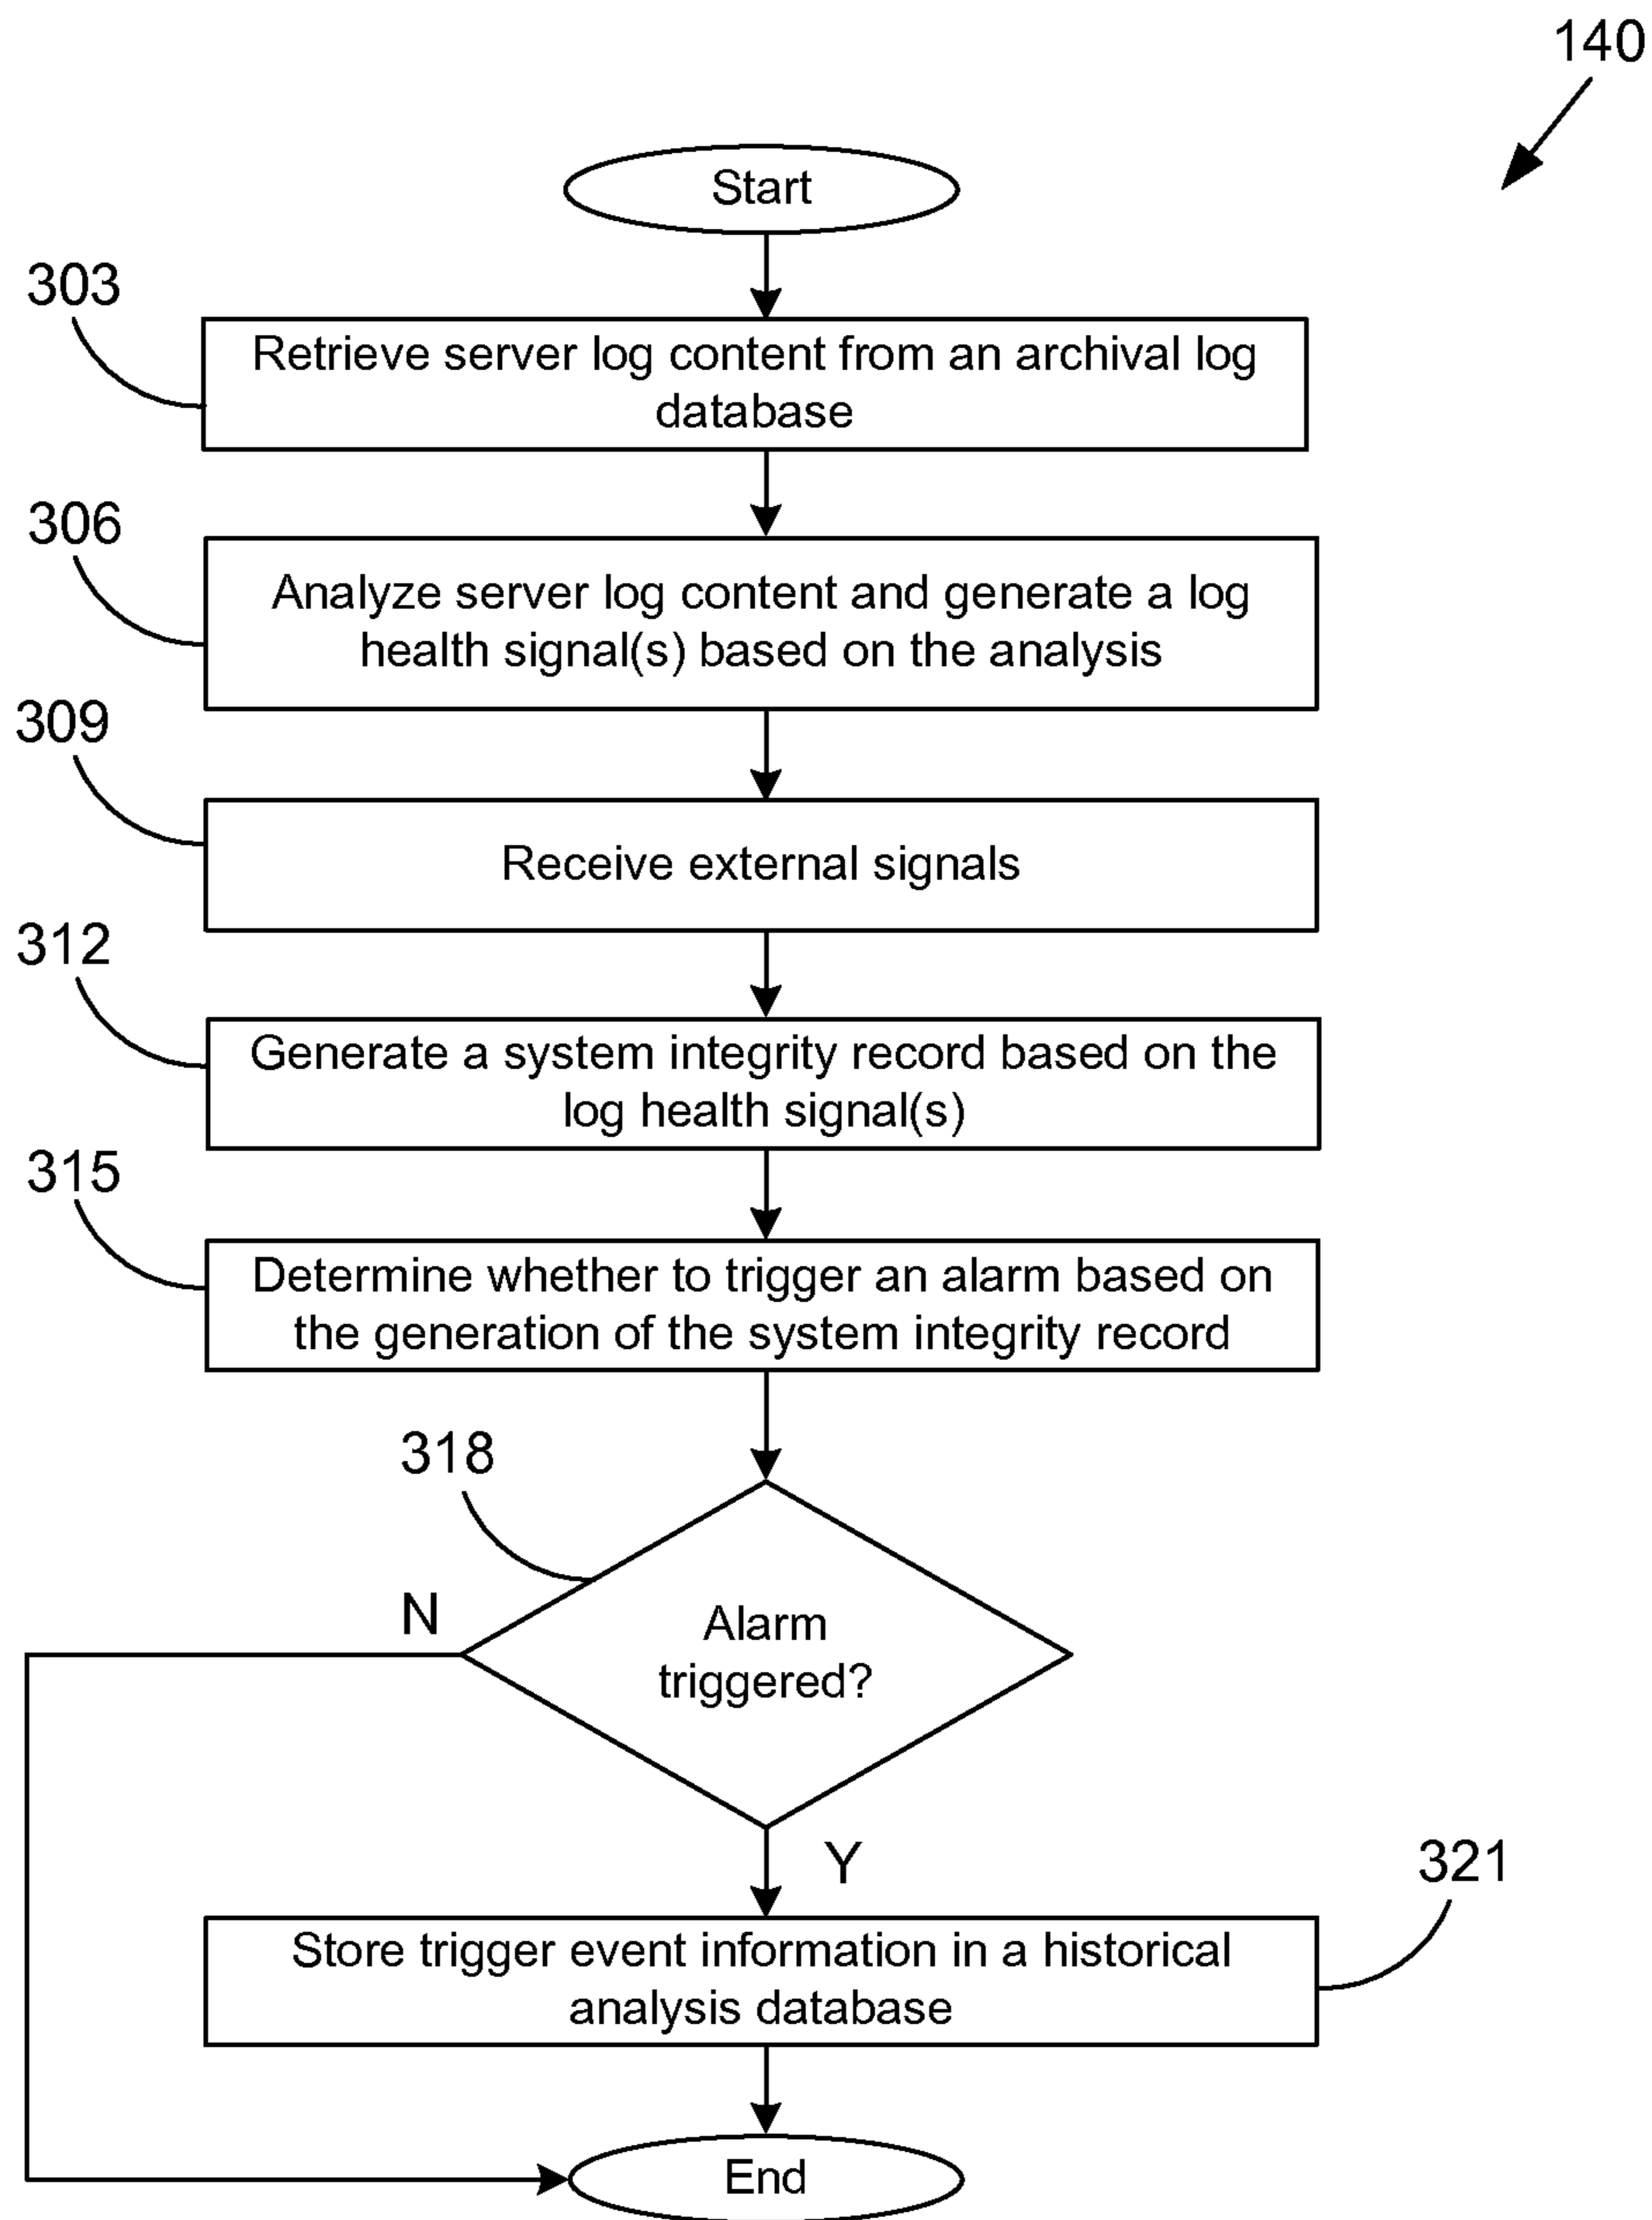 140
Start
303
Retrieve server log content from an archival log
database
306
Analyze server log content and generate a log
health signal(s) based on the analysis
309
Receive external signals
312
Generate a system integrity record based on the
log health signal(s)
315
Determine whether to trigger an alarm based on
the generation of the system integrity record
318
N
Alarm
triggered?
Y
321
Store trigger event information in a historical
analysis database
End